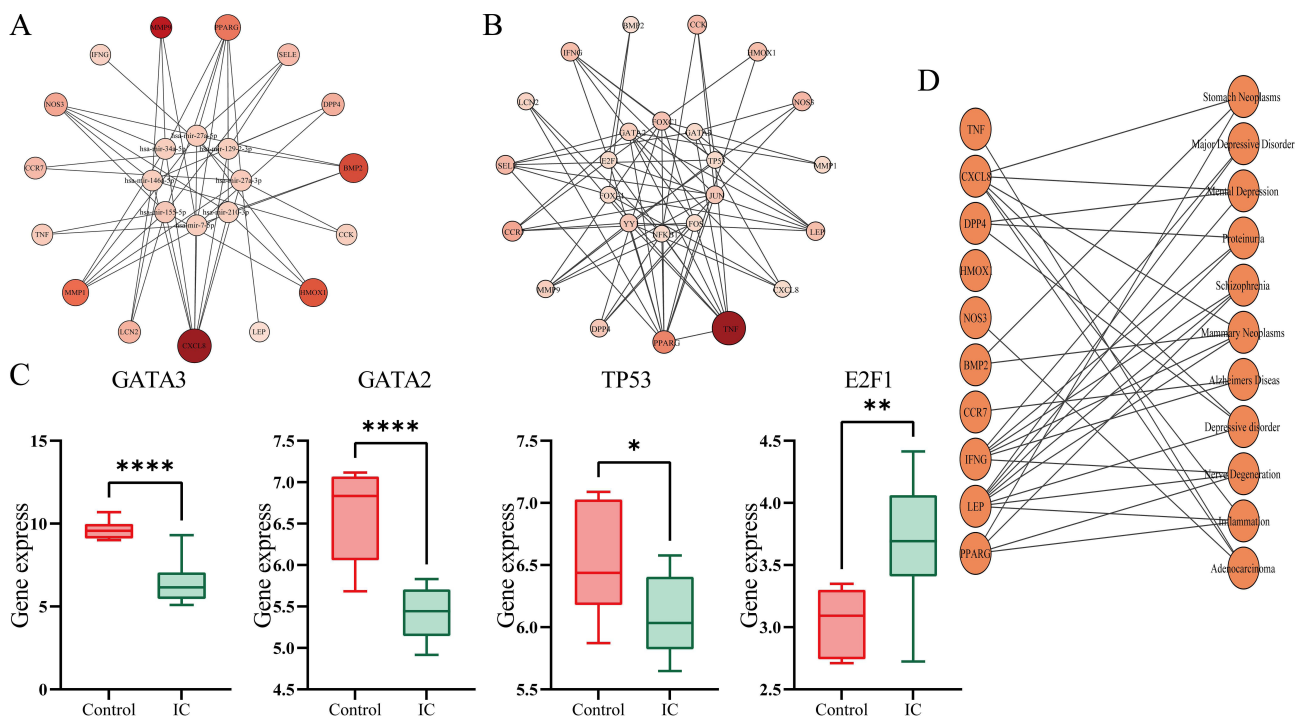 A
MMP9
PPARG
IFNG
SELE
NOS3
DPP4
hsa-mir-27a-5p
hsa-mir-34a-5p
hsa-mir-129-2-3p
CCR7
BMP2
hsa-mir-146a-5p
hsa-mir-27a-3p
hsa-mir-155-5p
hsa-mir-210-3p
hsa-mir-7-5p
TNF
CCK
MMP1
HMOX1
LCN2
LEP
CXCL8
B
BMP2
CCK
IFNG
HMOX1
LCN2
NOS3
FOXC1
GATA2
GATA3
SELE
E2F1
TP53
MMP1
JUN
CCR7
YY1
FOS
NFKB1
LEP
MMP9
CXCL8
DPP4
TNF
PPARG
C
GATA3
Gene express
15
10
5
0
****
Control
IC
GATA2
Gene express
7.5
7.0
6.5
6.0
5.5
5.0
4.5
****
Control
IC
TP53
Gene express
7.5
7.0
6.5
6.0
5.5
*
Control
IC
E2F1
Gene express
4.5
4.0
3.5
3.0
2.5
**
Control
IC
D
TNF
CXCL8
DPP4
HMOX1
NOS3
BMP2
CCR7
IFNG
LEP
PPARG
Stomach Neoplasms
Major Depressive Disorder
Mental Depression
Proteinuria
Schizophrenia
Mammary Neoplasms
Alzheimers Diseas
Depressive disorder
Nerve Degeneration
Inflammation
Adenocarcinoma